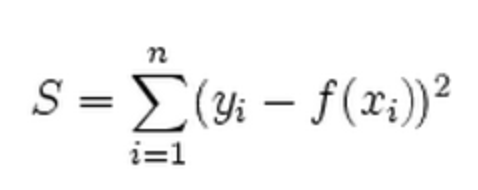 S = \sum_{i=1}^{n} (y_i - f(x_i))^2